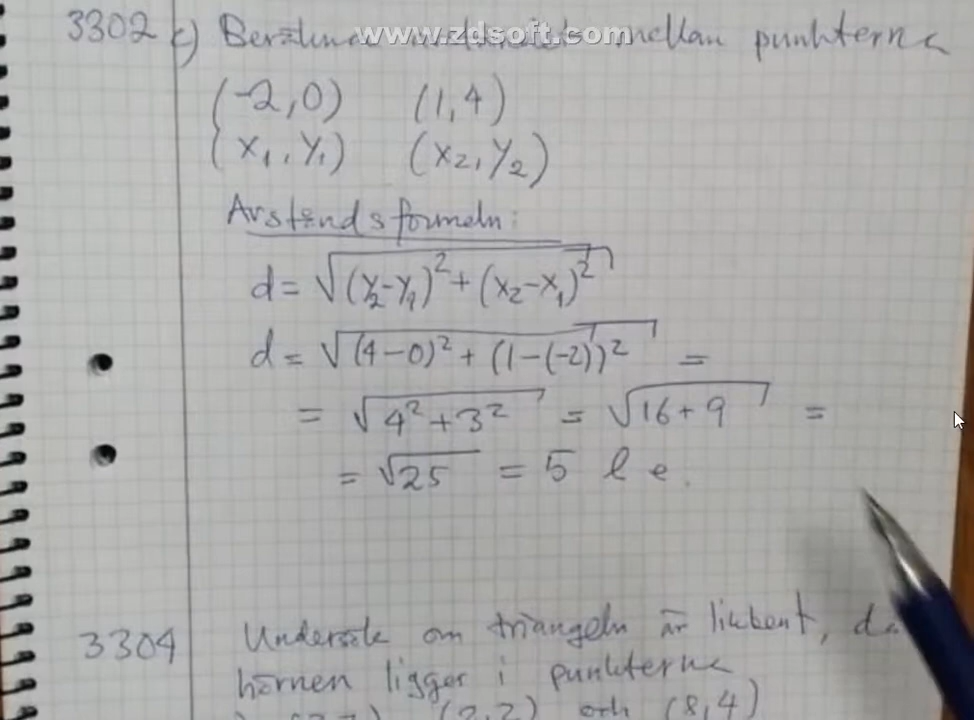 3302 c) Beräkna avståndet mellan punkterna
www.zdsoft.com
(-2,0) (1,4)
(x₁,y₁) (x₂,y₂)
Avståndsformeln:
d = √((y₂-y₁)² + (x₂-x₁)²)
d = √((4-0)² + (1-(-2))²) =
= √(4²+3²) = √(16+9) =
= √25 = 5 l e.
3304 Undersök om triangeln är likbent, då
hörnen ligger i punkterna
(2,2) och (8,4)